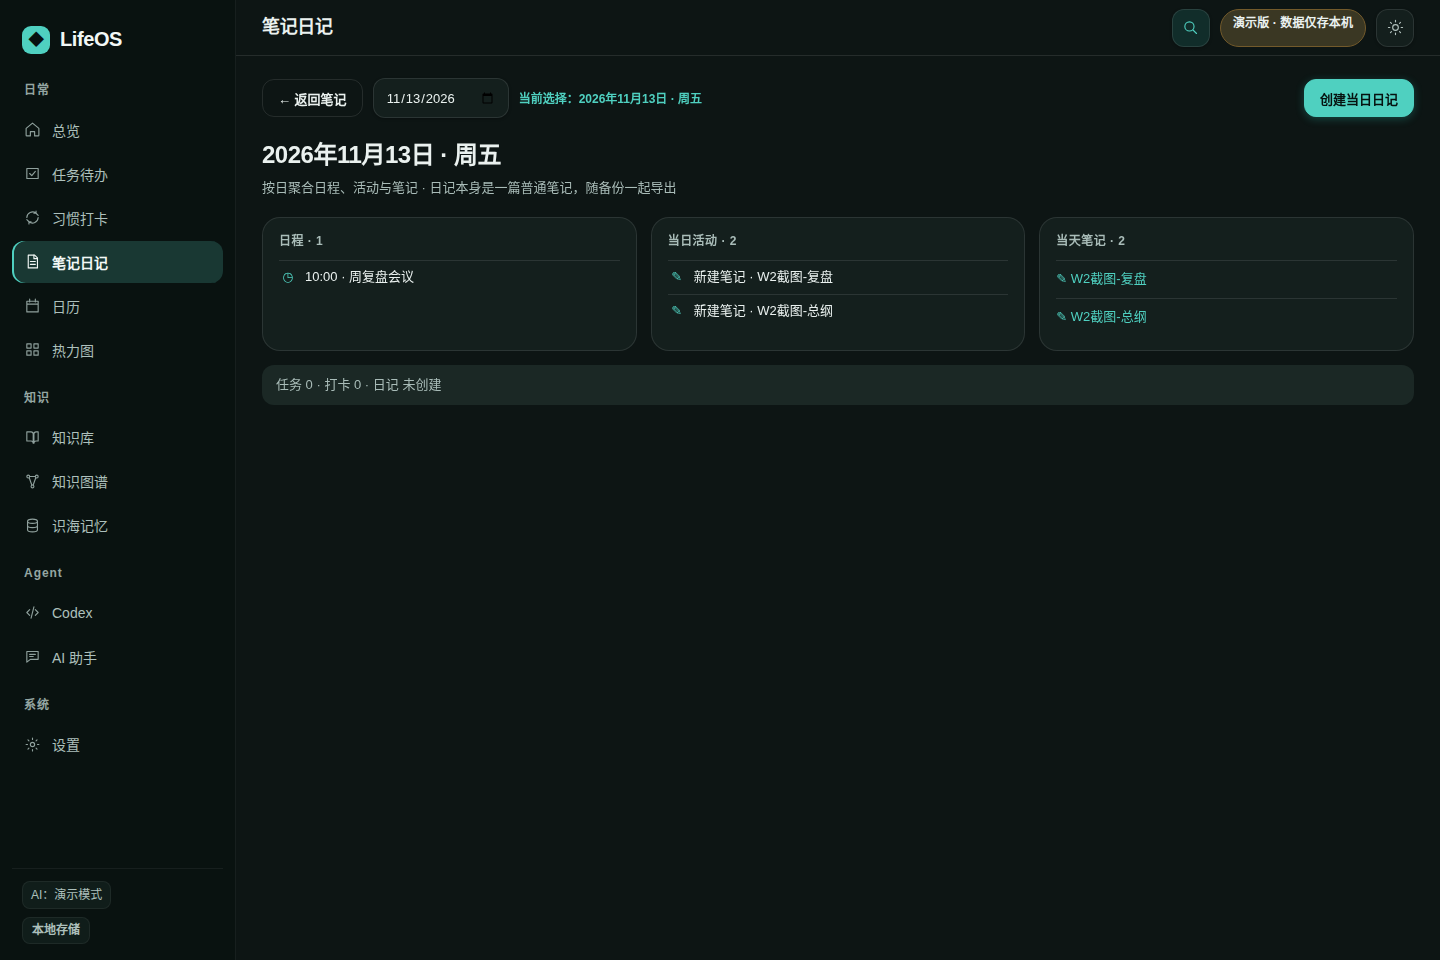 LifeOS
日常
总览
任务待办
习惯打卡
笔记日记
日历
热力图
知识
知识库
知识图谱
识海记忆
Agent
Codex
AI 助手
系统
设置
AI：演示模式
本地存储
笔记日记
演示版 · 数据仅存本机
← 返回笔记
11/13/2026
当前选择：2026年11月13日 · 周五
创建当日日记
2026年11月13日 · 周五
按日聚合日程、活动与笔记 · 日记本身是一篇普通笔记，随备份一起导出
日程 · 1
10:00 · 周复盘会议
当日活动 · 2
✎ 新建笔记 · W2截图-复盘
✎ 新建笔记 · W2截图-总纲
当天笔记 · 2
✎ W2截图-复盘
✎ W2截图-总纲
任务 0 · 打卡 0 · 日记 未创建